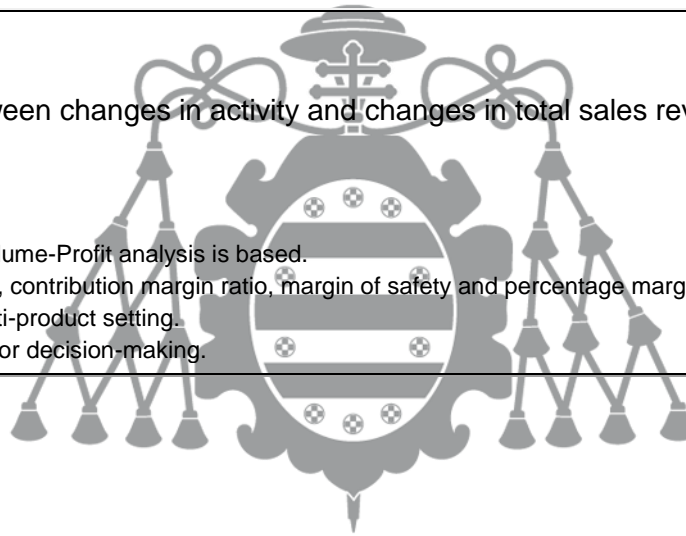 een changes in activity and changes in total sales rev
ume-Profit analysis is based.
, contribution margin ratio, margin of safety and percentage marg
ti-product setting.
or decision-making.